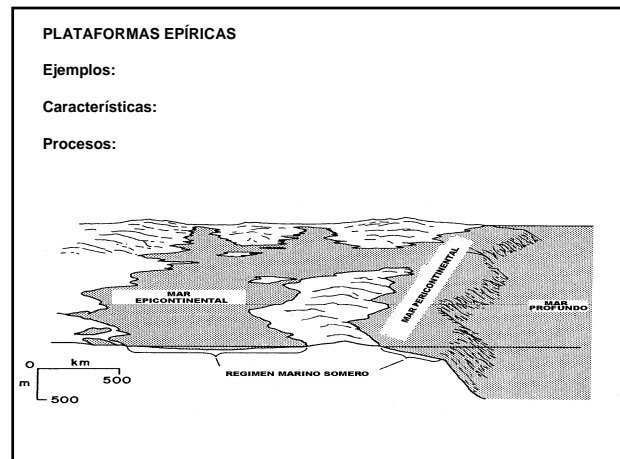 PLATAFORMAS EPÍRICAS
Ejemplos:
Características:
Procesos:
MAR
EPICONTINENTAL
MAR PERICONTINENTAL
MAR
PROFUNDO
REGIMEN MARINO SOMERO
0 km 500
m
500